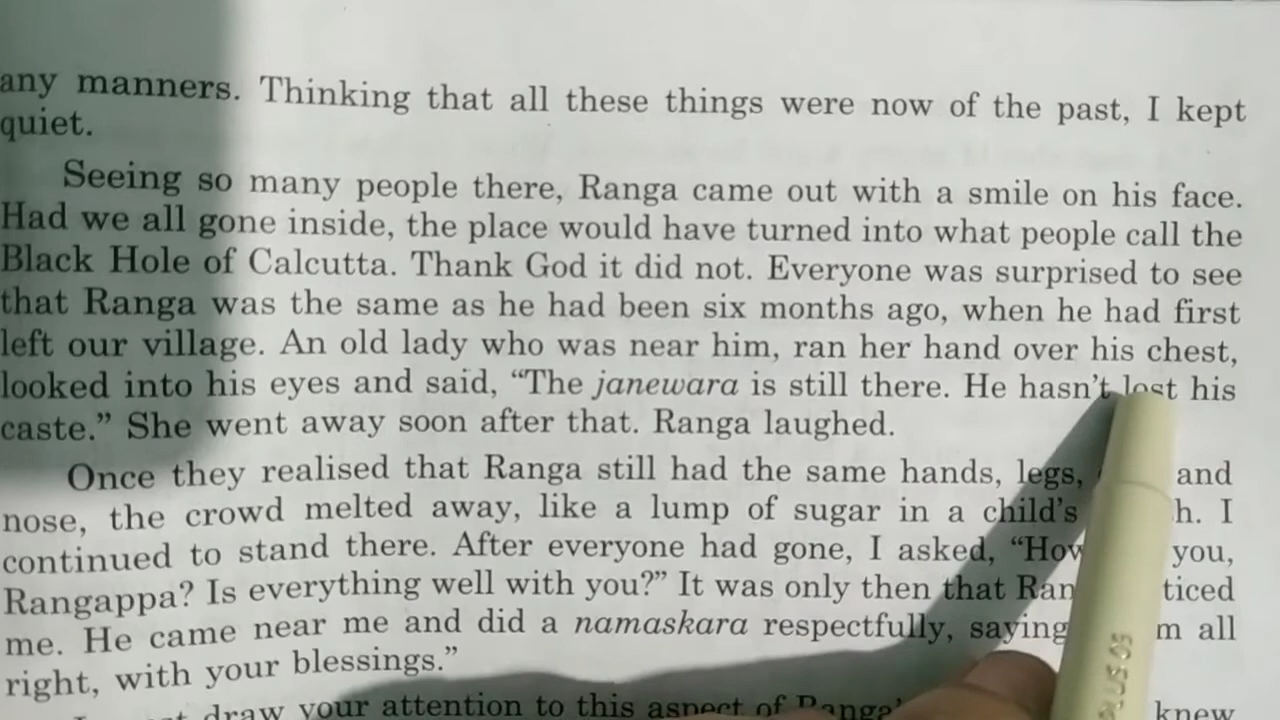 any manners. Thinking that all these things were now of the past, I kept
quiet.
Seeing so many people there, Ranga came out with a smile on his face.
Had we all gone inside, the place would have turned into what people call the
Black Hole of Calcutta. Thank God it did not. Everyone was surprised to see
that Ranga was the same as he had been six months ago, when he had first
left our village. An old lady who was near him, ran her hand over his chest,
looked into his eyes and said, “The janewara is still there. He hasn’t lost his
caste.” She went away soon after that. Ranga laughed.
Once they realised that Ranga still had the same hands, legs, and
nose, the crowd melted away, like a lump of sugar in a child’s h. I
continued to stand there. After everyone had gone, I asked, “How you,
Rangappa? Is everything well with you?” It was only then that Ran ticed
me. He came near me and did a namaskara respectfully, saying m all
right, with your blessings.”
draw your attention to this aspect of Ranga’ knew